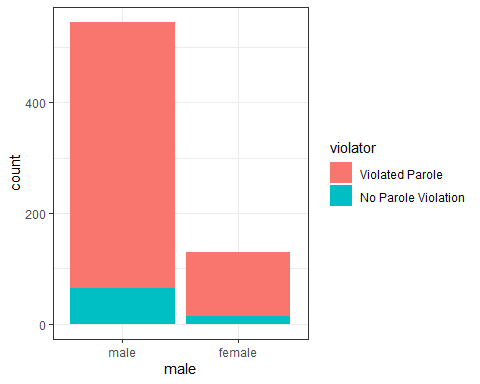 count
400
200
0
male
female
male
violator
Violated Parole
No Parole Violation